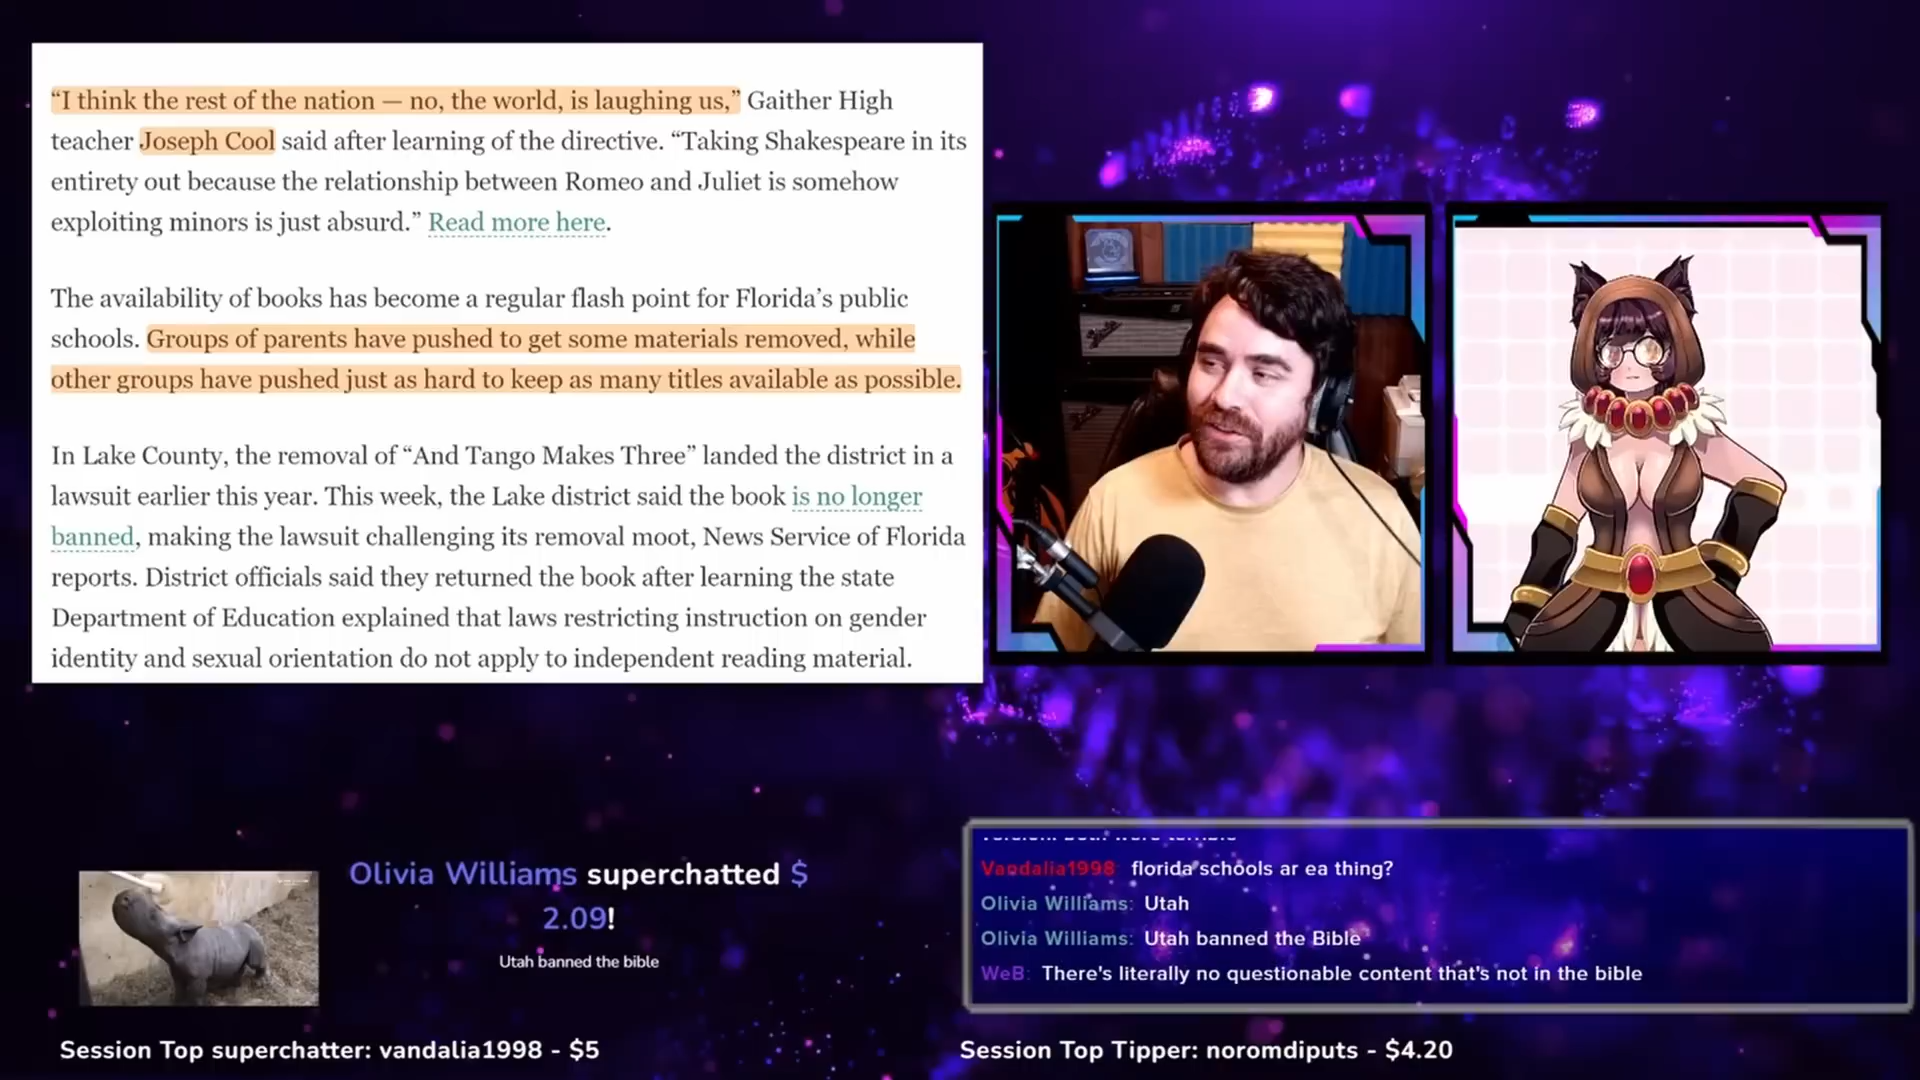 “I think the rest of the nation — no, the world, is laughing us,” Gaither High
teacher Joseph Cool said after learning of the directive. “Taking Shakespeare in its
entirety out because the relationship between Romeo and Juliet is somehow
exploiting minors is just absurd.” Read more here.
The availability of books has become a regular flash point for Florida’s public
schools. Groups of parents have pushed to get some materials removed, while
other groups have pushed just as hard to keep as many titles available as possible.
In Lake County, the removal of “And Tango Makes Three” landed the district in a
lawsuit earlier this year. This week, the Lake district said the book is no longer
banned, making the lawsuit challenging its removal moot, News Service of Florida
reports. District officials said they returned the book after learning the state
Department of Education explained that laws restricting instruction on gender
identity and sexual orientation do not apply to independent reading material.
Olivia Williams superchatted $
2.09!
Utah banned the bible
Vandalia1998 florida schools ar ea thing?
Olivia Williams: Utah
Olivia Williams: Utah banned the Bible
WeB: There's literally no questionable content that's not in the bible
Session Top superchatter: vandalia1998 - $5
Session Top Tipper: noromdiputs - $4.20